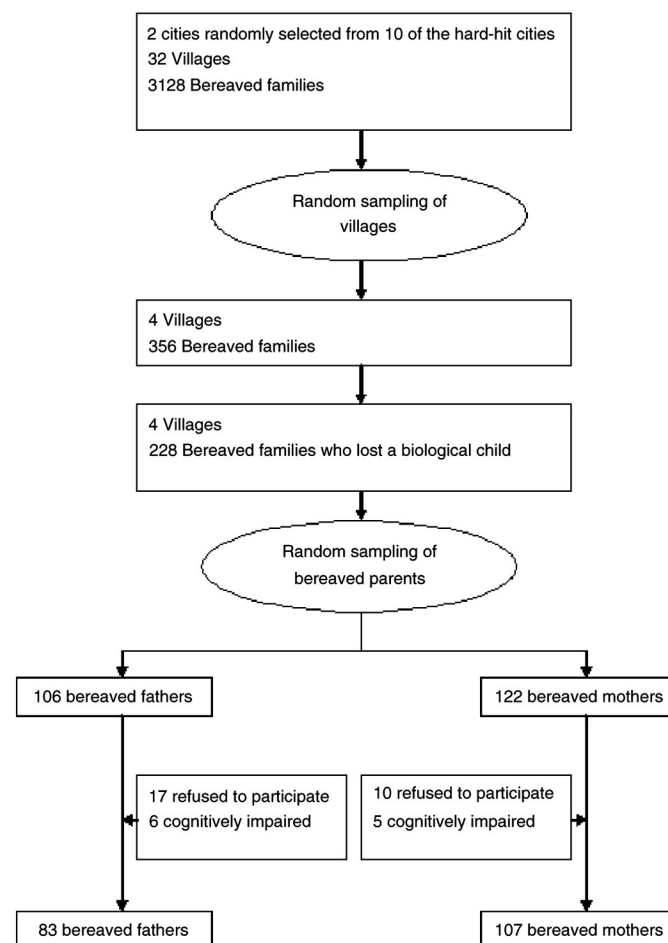 2 cities randomly selected from 10 of the hard-hit cities
32 Villages
3128 Bereaved families
Random sampling of
villages
4 Villages
356 Bereaved families
4 Villages
228 Bereaved families who lost a biological child
Random sampling of
bereaved parents
106 bereaved fathers
122 bereaved mothers
17 refused to participate
6 cognitively impaired
10 refused to participate
5 cognitively impaired
83 bereaved fathers
107 bereaved mothers